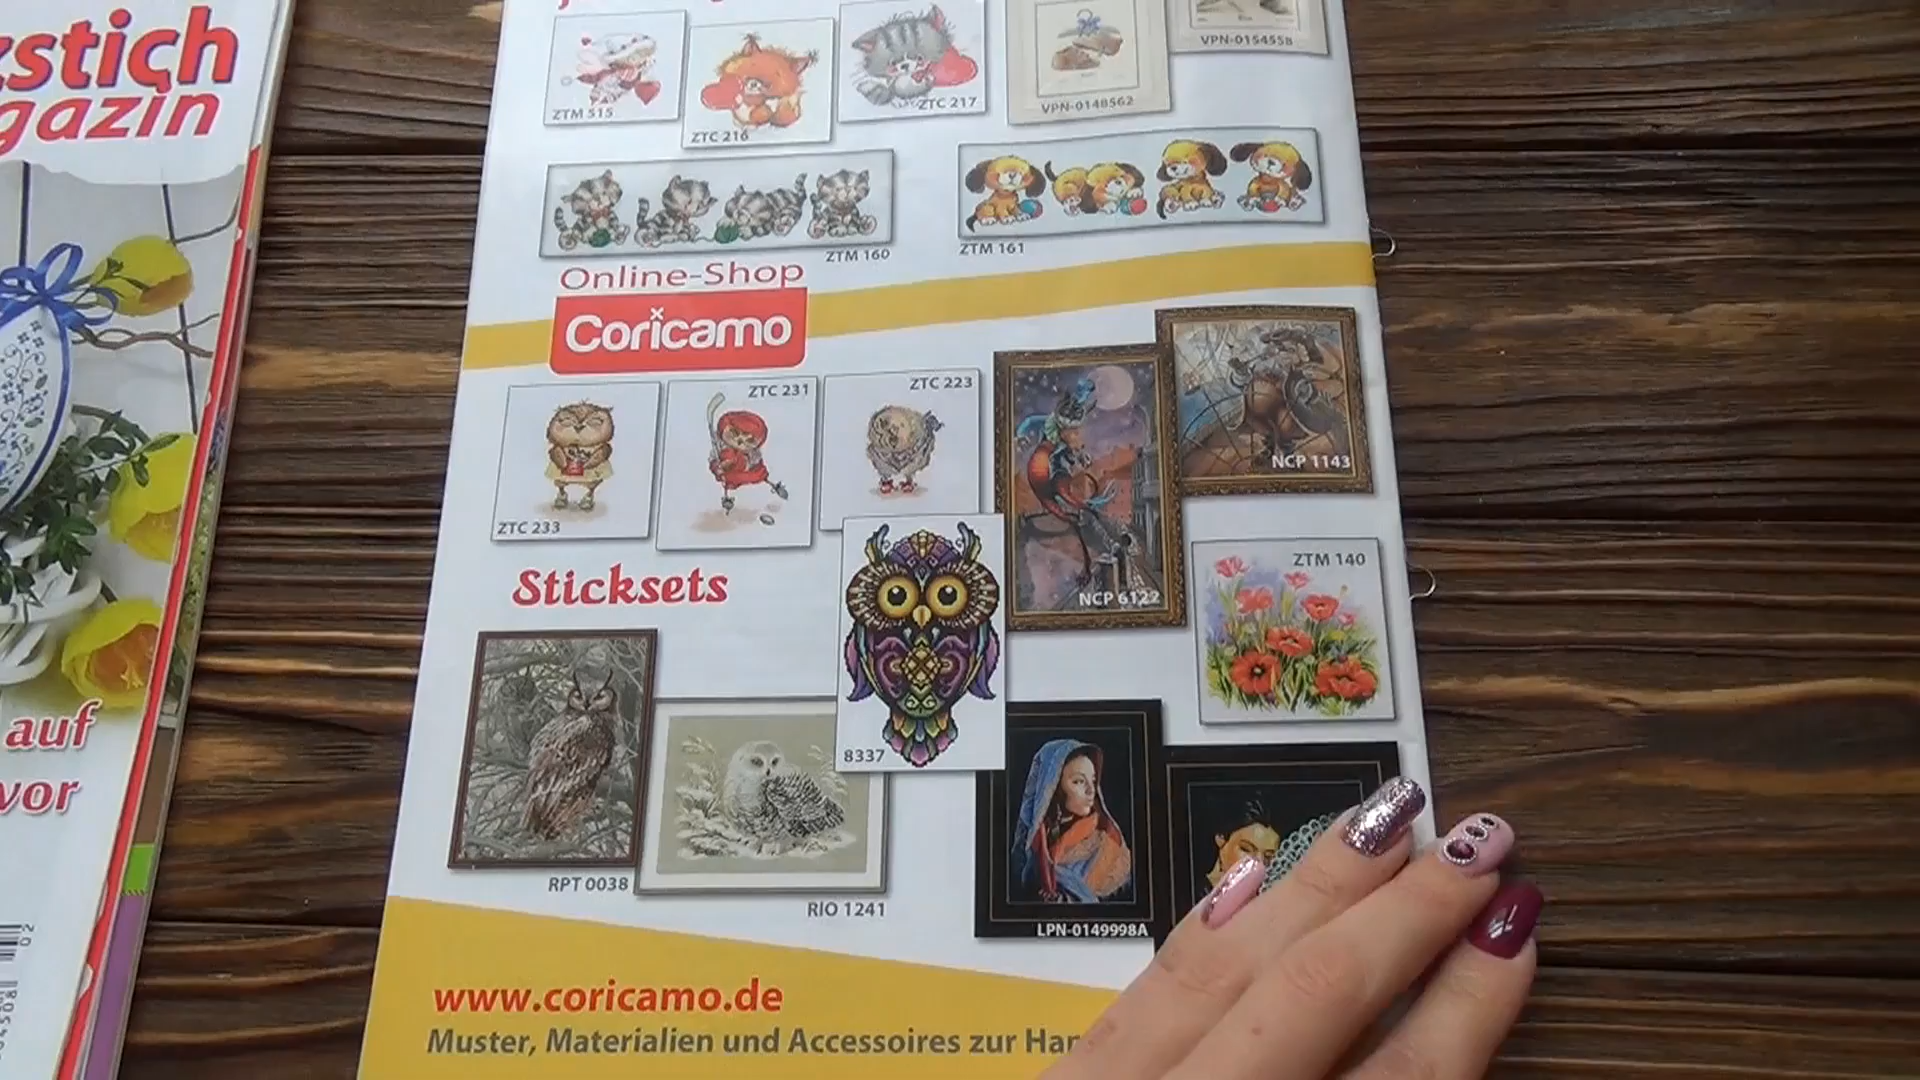 zstich
gazin
auf
vor
02
VPN-0154558
ZTM 515
ZTC 216
ZTC 217
VPN-0148562
ZTM 160
ZTM 161
Online-Shop
Coricamo
ZTC 233
ZTC 231
ZTC 223
NCP 1143
NCP 6122
ZTM 140
Sticksets
8337
RPT 0038
RIO 1241
LPN-0149998A
www.coricamo.de
Muster, Materialien und Accessoires zur Har